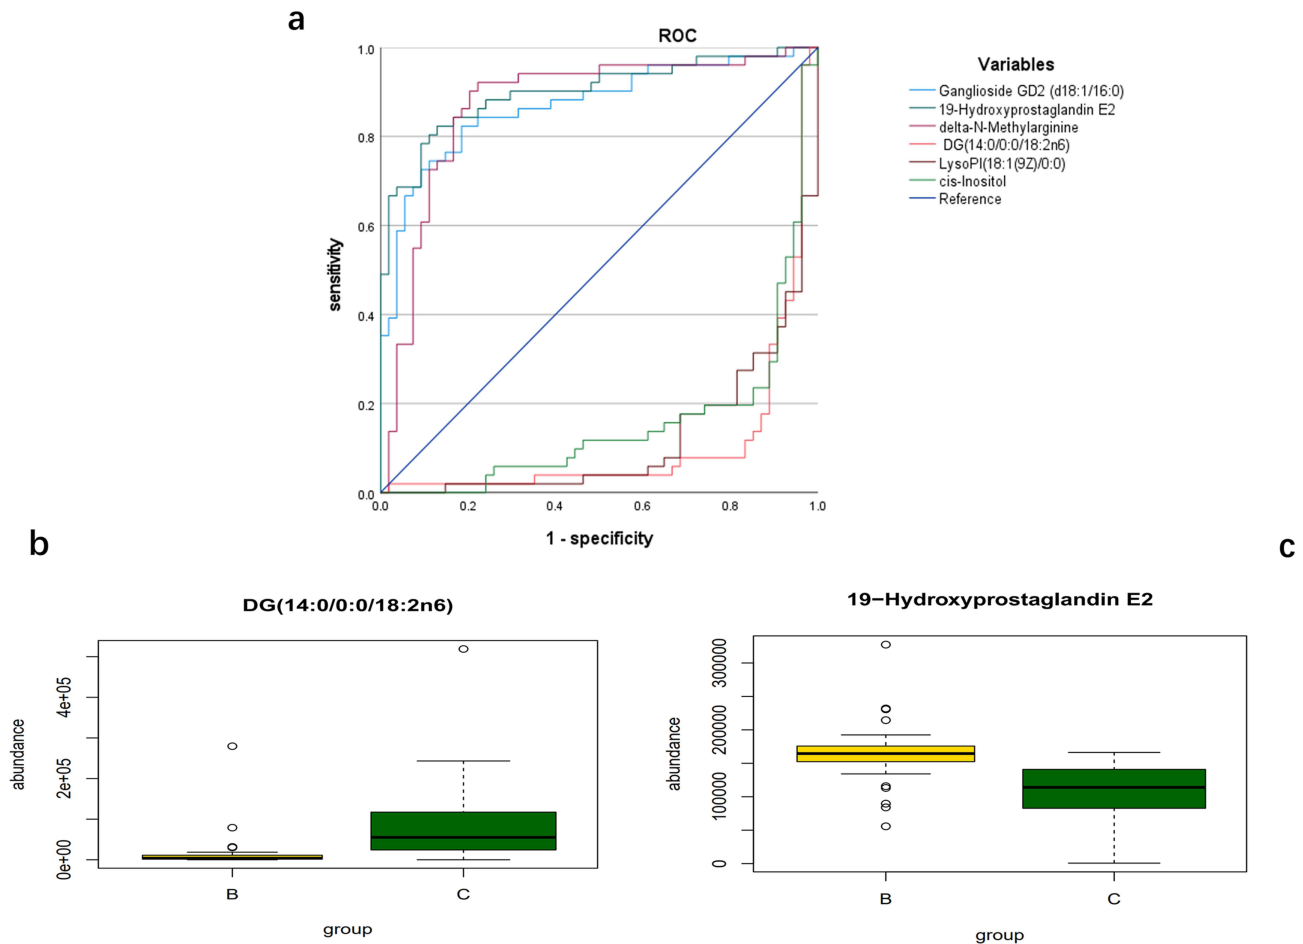 a
ROC
1.0
0.8
0.6
0.4
0.2
0.0
sensitivity
0.0 0.2 0.4 0.6 0.8 1.0
1 - specificity
Variables
Ganglioside GD2 (d18:1/16:0)
19-Hydroxyprostaglandin E2
delta-N-Methylarginine
DG(14:0/0:0/18:2n6)
LysoPI(18:1(9Z)/0:0)
cis-Inositol
Reference
b
DG(14:0/0:0/18:2n6)
abundance
4e+05
2e+05
0e+00
B C
group
c
19−Hydroxyprostaglandin E2
abundance
300000
200000
100000
0
B C
group